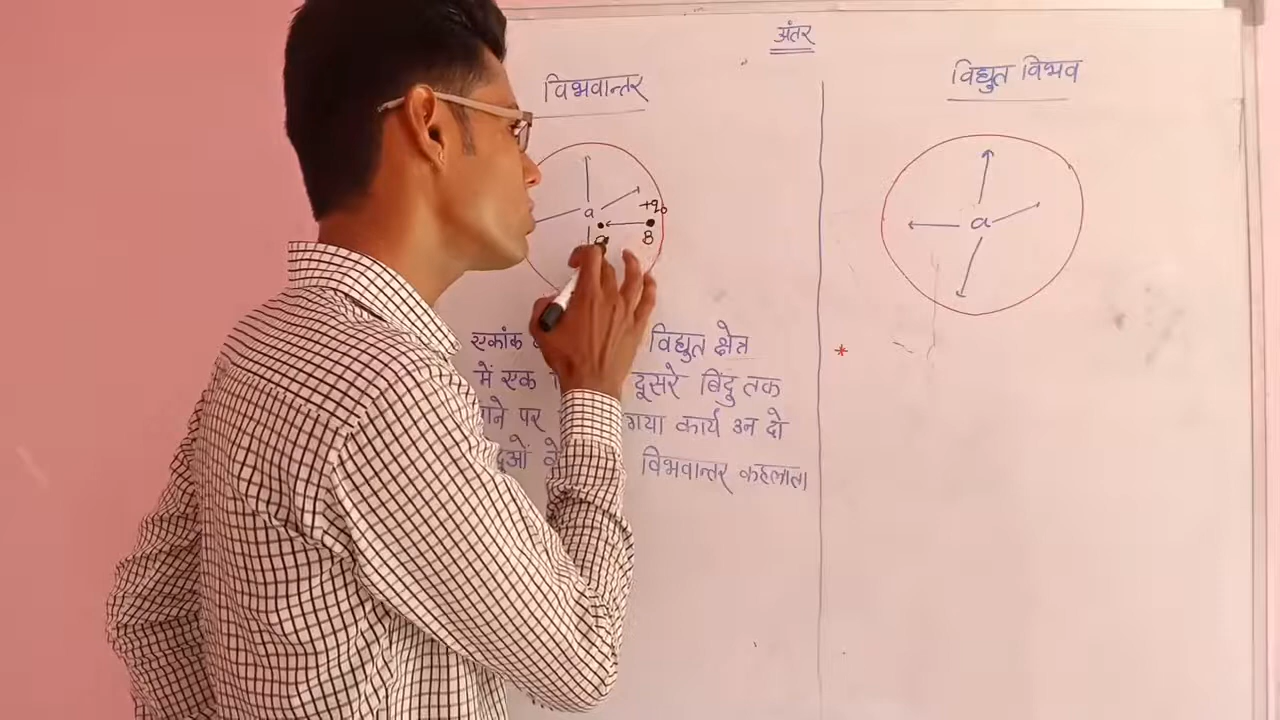 अंतर
विभवान्तर
विद्युत विभव
a
+q₀
B
a
एकांक विद्युत क्षेत्र
में एक दूसरे बिंदु तक
पर गया कार्य उन दो
विभवान्तर कहलाता
*